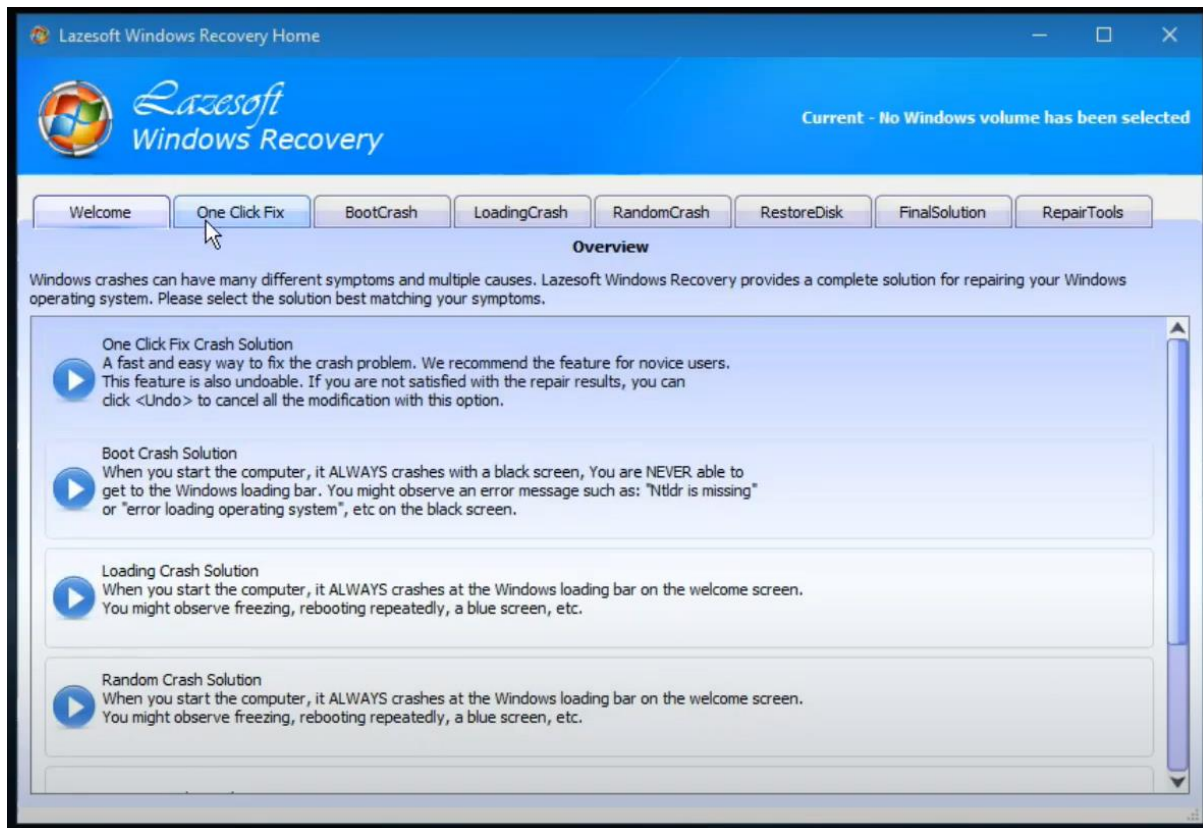 Lazesoft Windows Recovery Home
Lazesoft
Windows Recovery
Current - No Windows volume has been selected
Welcome One Click Fix BootCrash LoadingCrash RandomCrash RestoreDisk FinalSolution RepairTools
Overview
Windows crashes can have many different symptoms and multiple causes. Lazesoft Windows Recovery provides a complete solution for repairing your Windows
operating system. Please select the solution best matching your symptoms.
One Click Fix Crash Solution
A fast and easy way to fix the crash problem. We recommend the feature for novice users.
This feature is also undoable. If you are not satisfied with the repair results, you can
click <Undo> to cancel all the modification with this option.
Boot Crash Solution
When you start the computer, it ALWAYS crashes with a black screen, You are NEVER able to
get to the Windows loading bar. You might observe an error message such as: "Ntldr is missing"
or "error loading operating system", etc on the black screen.
Loading Crash Solution
When you start the computer, it ALWAYS crashes at the Windows loading bar on the welcome screen.
You might observe freezing, rebooting repeatedly, a blue screen, etc.
Random Crash Solution
When you start the computer, it ALWAYS crashes at the Windows loading bar on the welcome screen.
You might observe freezing, rebooting repeatedly, a blue screen, etc.